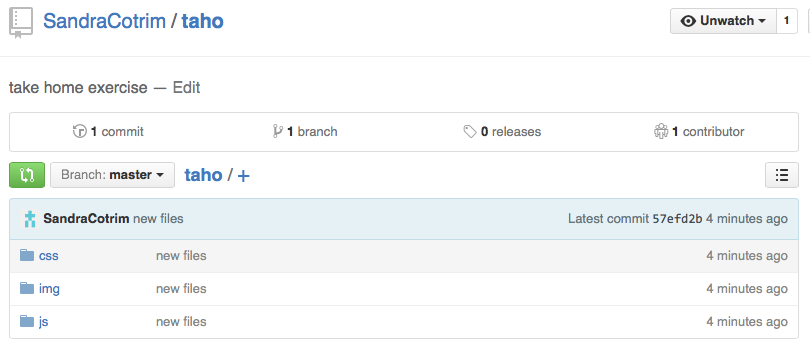 SandraCotrim / taho Unwatch 1
take home exercise — Edit
1 commit 1 branch 0 releases 1 contributor
Branch: master taho / +
SandraCotrim new files Latest commit 57efd2b 4 minutes ago
css new files 4 minutes ago
img new files 4 minutes ago
js new files 4 minutes ago